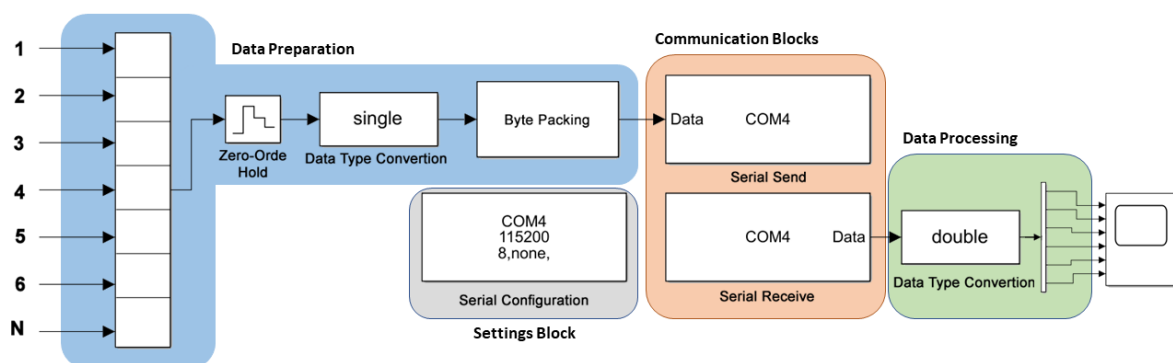 Data Preparation
1
2
3
4
5
6
N
Zero-Orde
Hold
single
Data Type Convertion
Byte Packing
COM4
115200
8,none,
Serial Configuration
Settings Block
Communication Blocks
Data
COM4
Serial Send
COM4
Data
Serial Receive
Data Processing
double
Data Type Convertion